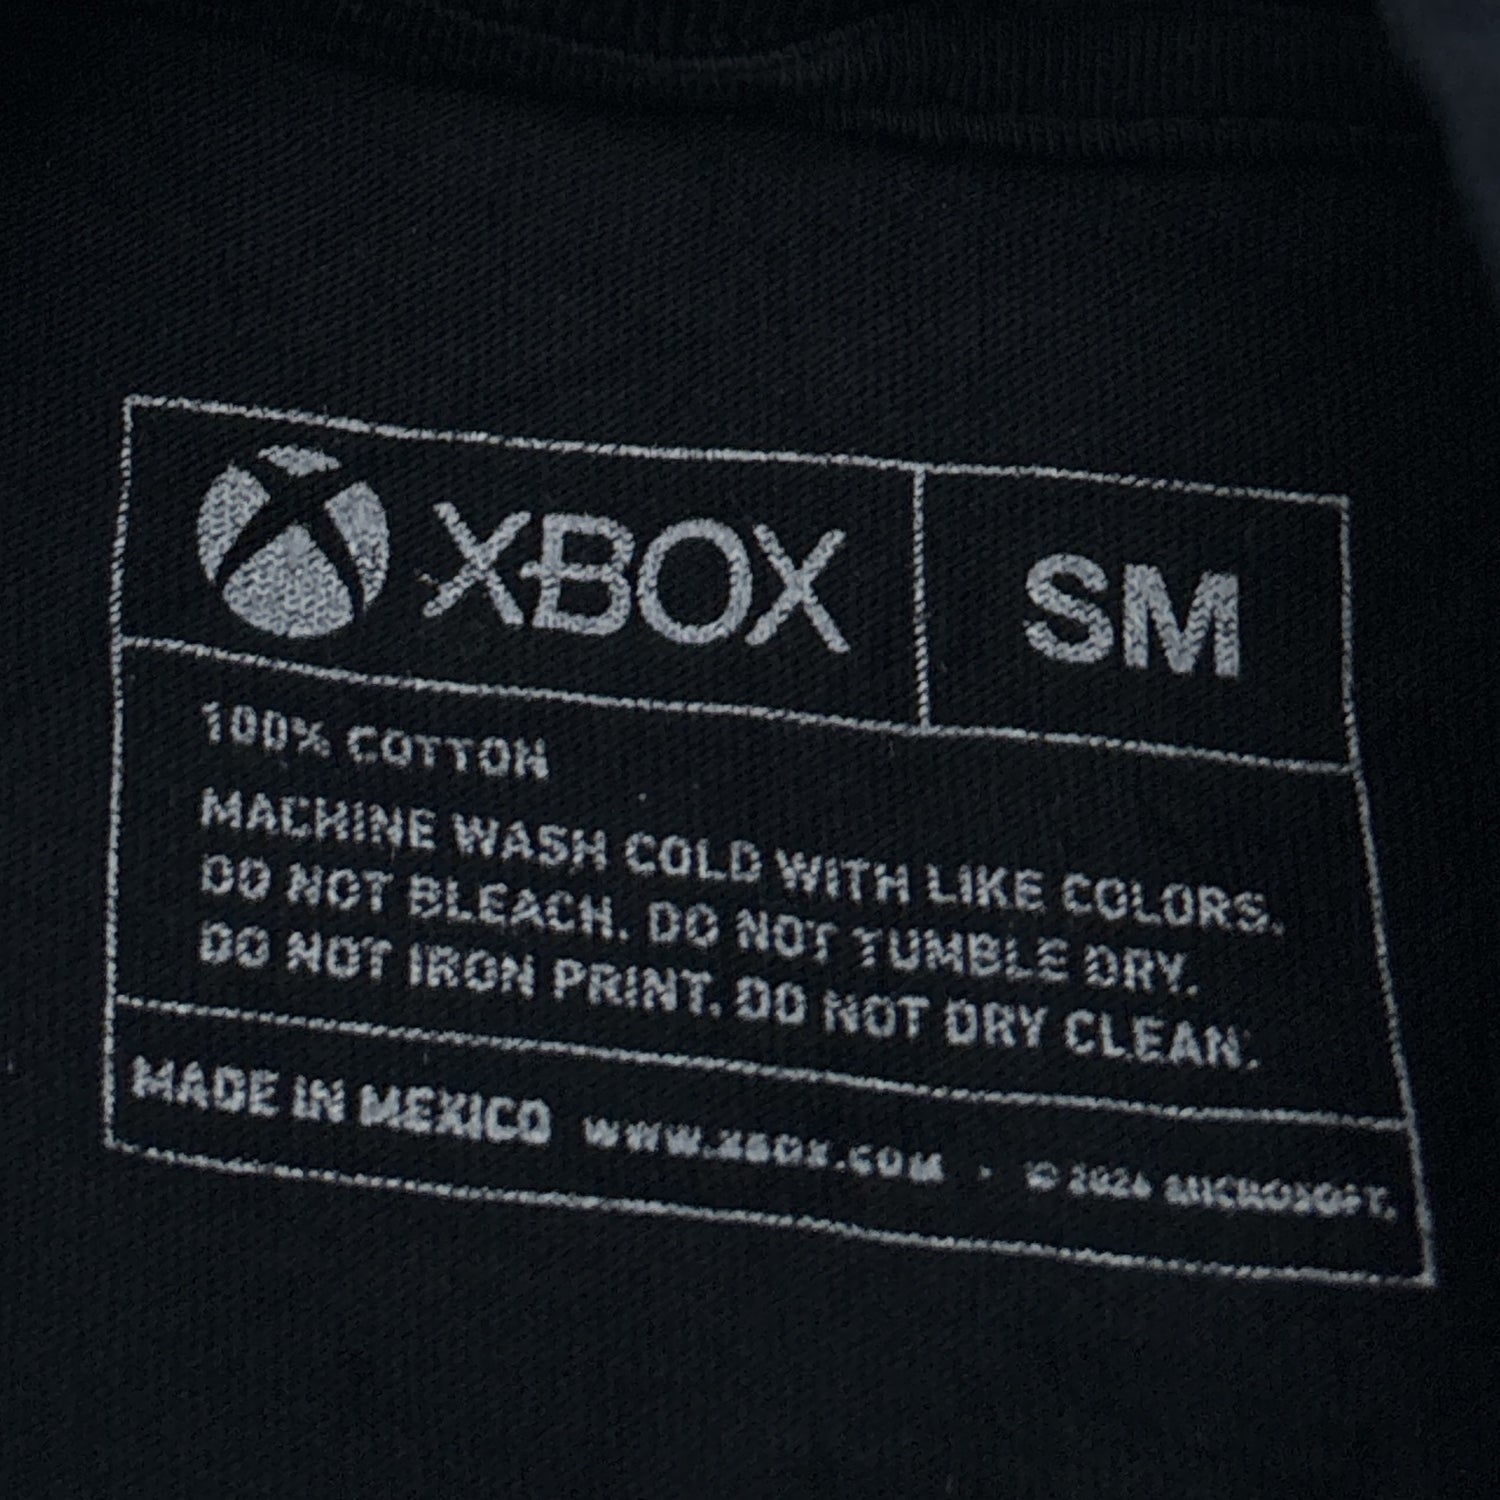 XBOX SM
100% COTTON
MACHINE WASH COLD WITH LIKE COLORS.
DO NOT BLEACH. DO NOT TUMBLE DRY.
DO NOT IRON PRINT. DO NOT DRY CLEAN.
MADE IN MEXICO www.xbox.com · © 2024 MICROSOFT.